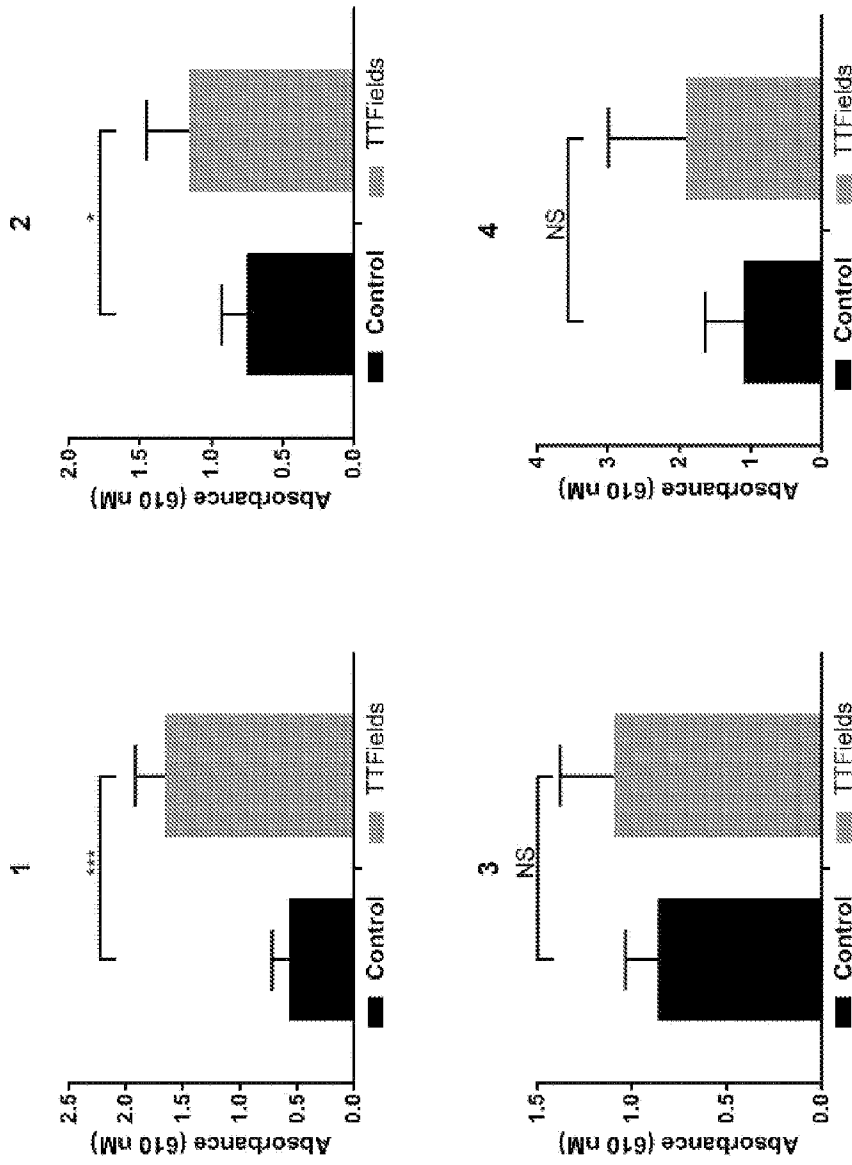 1
***
2.5
2.0
1.5
1.0
0.5
0.0
Absorbance (610 nM)
Control TTFields
2
*
2.0
1.5
1.0
0.5
0.0
Absorbance (610 nM)
Control TTFields
3
NS
1.5
1.0
0.5
0.0
Absorbance (610 nM)
Control TTFields
4
NS
4
3
2
1
0
Absorbance (610 nM)
Control TTFields